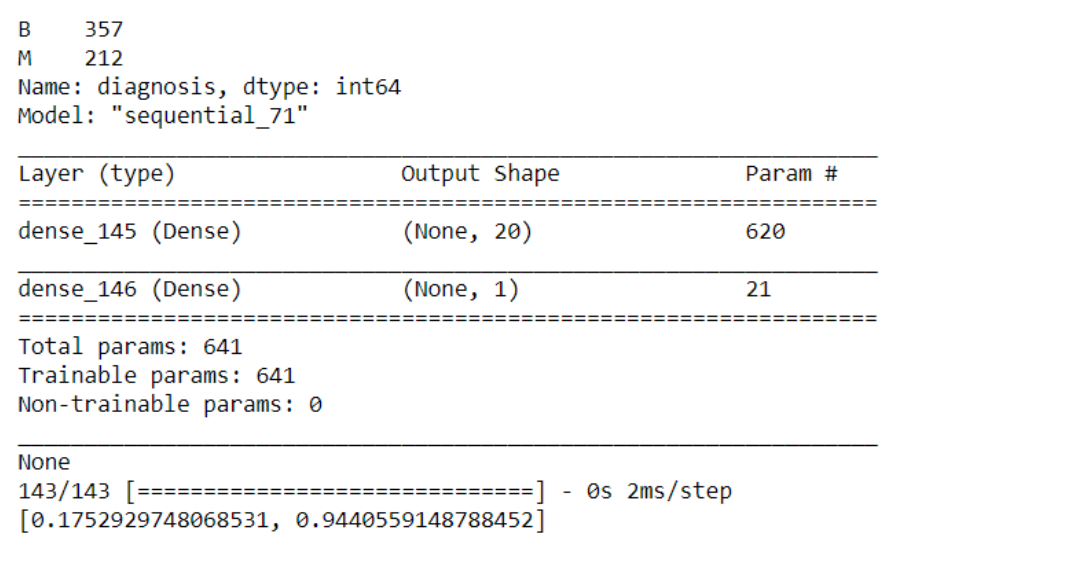 B    357
M    212
Name: diagnosis, dtype: int64
Model: "sequential_71"
_________________________________________________________________
Layer (type)                 Output Shape              Param #
=================================================================
dense_145 (Dense)            (None, 20)                620
_________________________________________________________________
dense_146 (Dense)            (None, 1)                 21
=================================================================
Total params: 641
Trainable params: 641
Non-trainable params: 0
_________________________________________________________________
None
143/143 [==============================] - 0s 2ms/step
[0.1752929748068531, 0.9440559148788452]